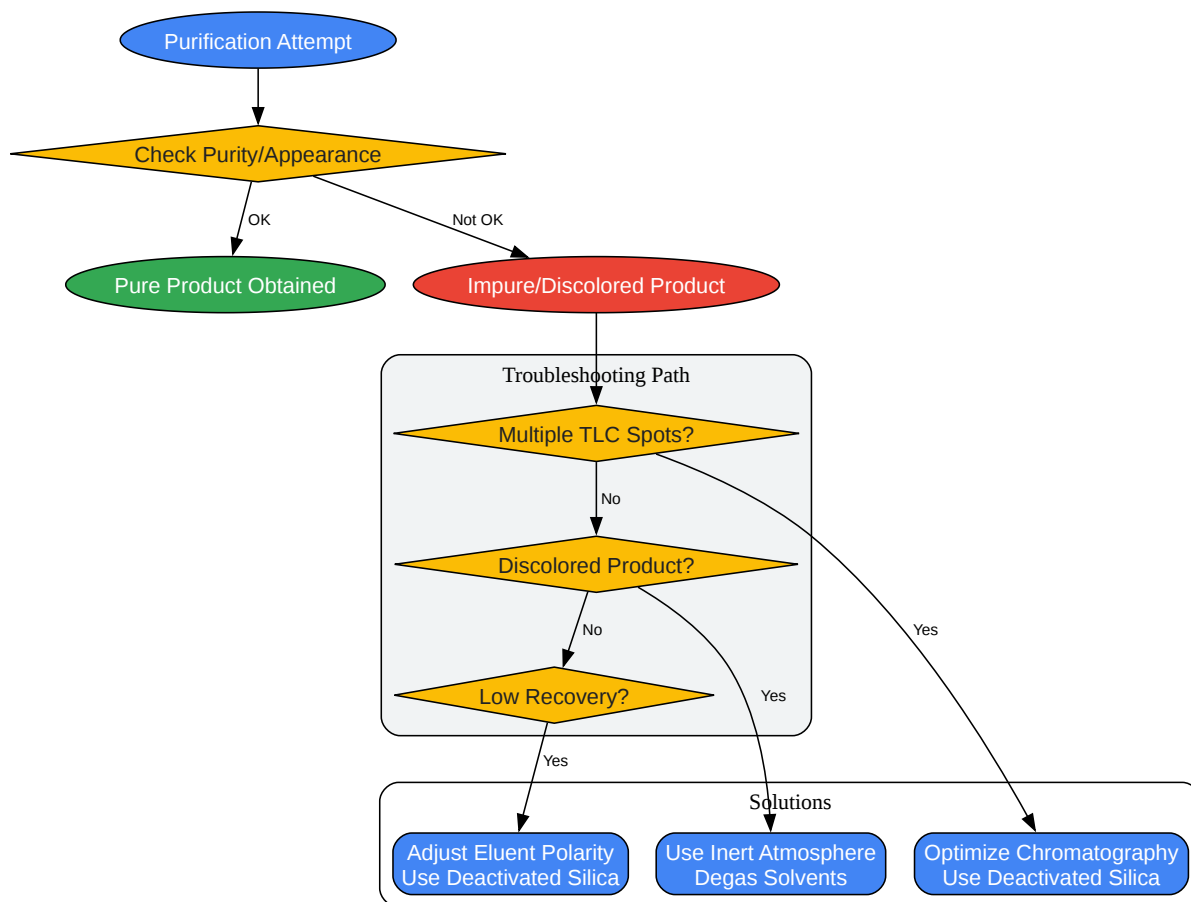 Purification Attempt
Check Purity/Appearance
OK
Not OK
Pure Product Obtained
Impure/Discolored Product
Troubleshooting Path
Multiple TLC Spots?
No
Discolored Product?
Yes
No
Low Recovery?
Yes
Yes
Solutions
Adjust Eluent Polarity
Use Deactivated Silica
Use Inert Atmosphere
Degas Solvents
Optimize Chromatography
Use Deactivated Silica